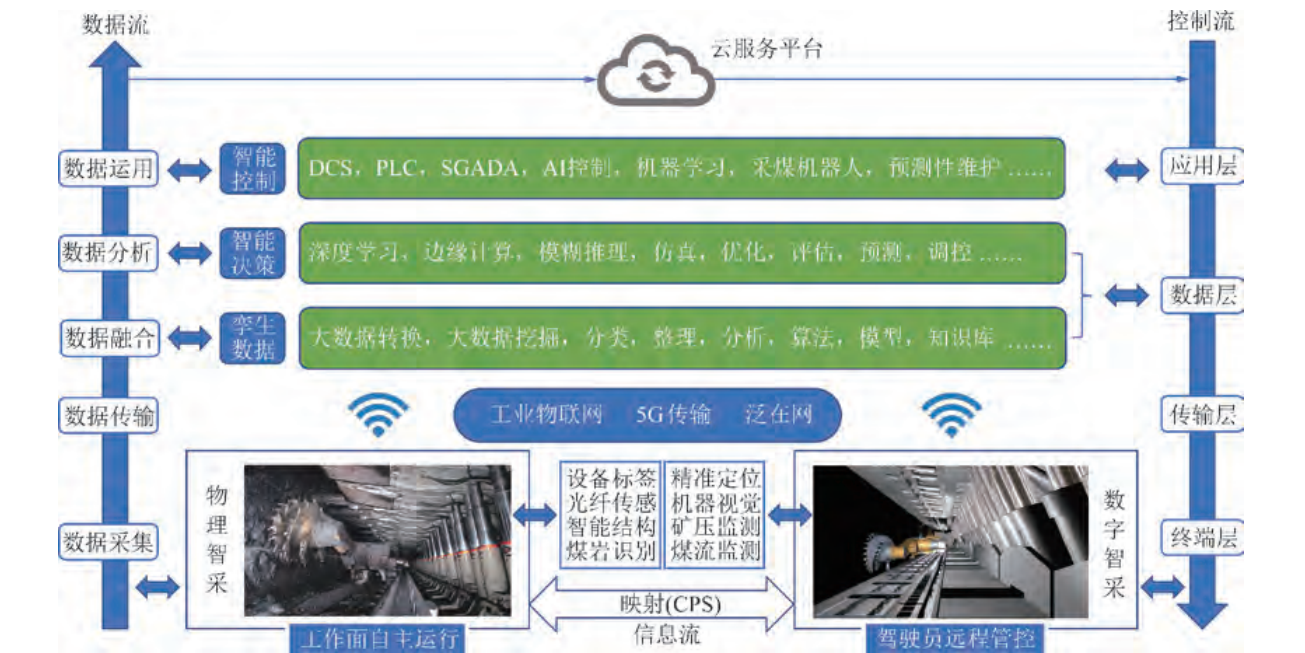 数据流
控制流
云服务平台
数据运用
智能
控制
DCS，PLC，SGADA，AI控制，机器学习，采煤机器人，预测性维护……
应用层
数据分析
智能
决策
深度学习，边缘计算，模糊推理，仿真，优化，评估，预测，调控……
数据层
数据融合
孪生
数据
大数据转换，大数据挖掘，分类，整理，分析，算法，模型，知识库……
数据传输
工业物联网 5G传输 泛在网
传输层
数据采集
物理智采
设备标签
光纤传感
智能结构
煤岩识别
精准定位
机器视觉
矿压监测
煤流监测
数字智采
终端层
映射(CPS)
信息流
工作面自主运行
驾驶员远程管控